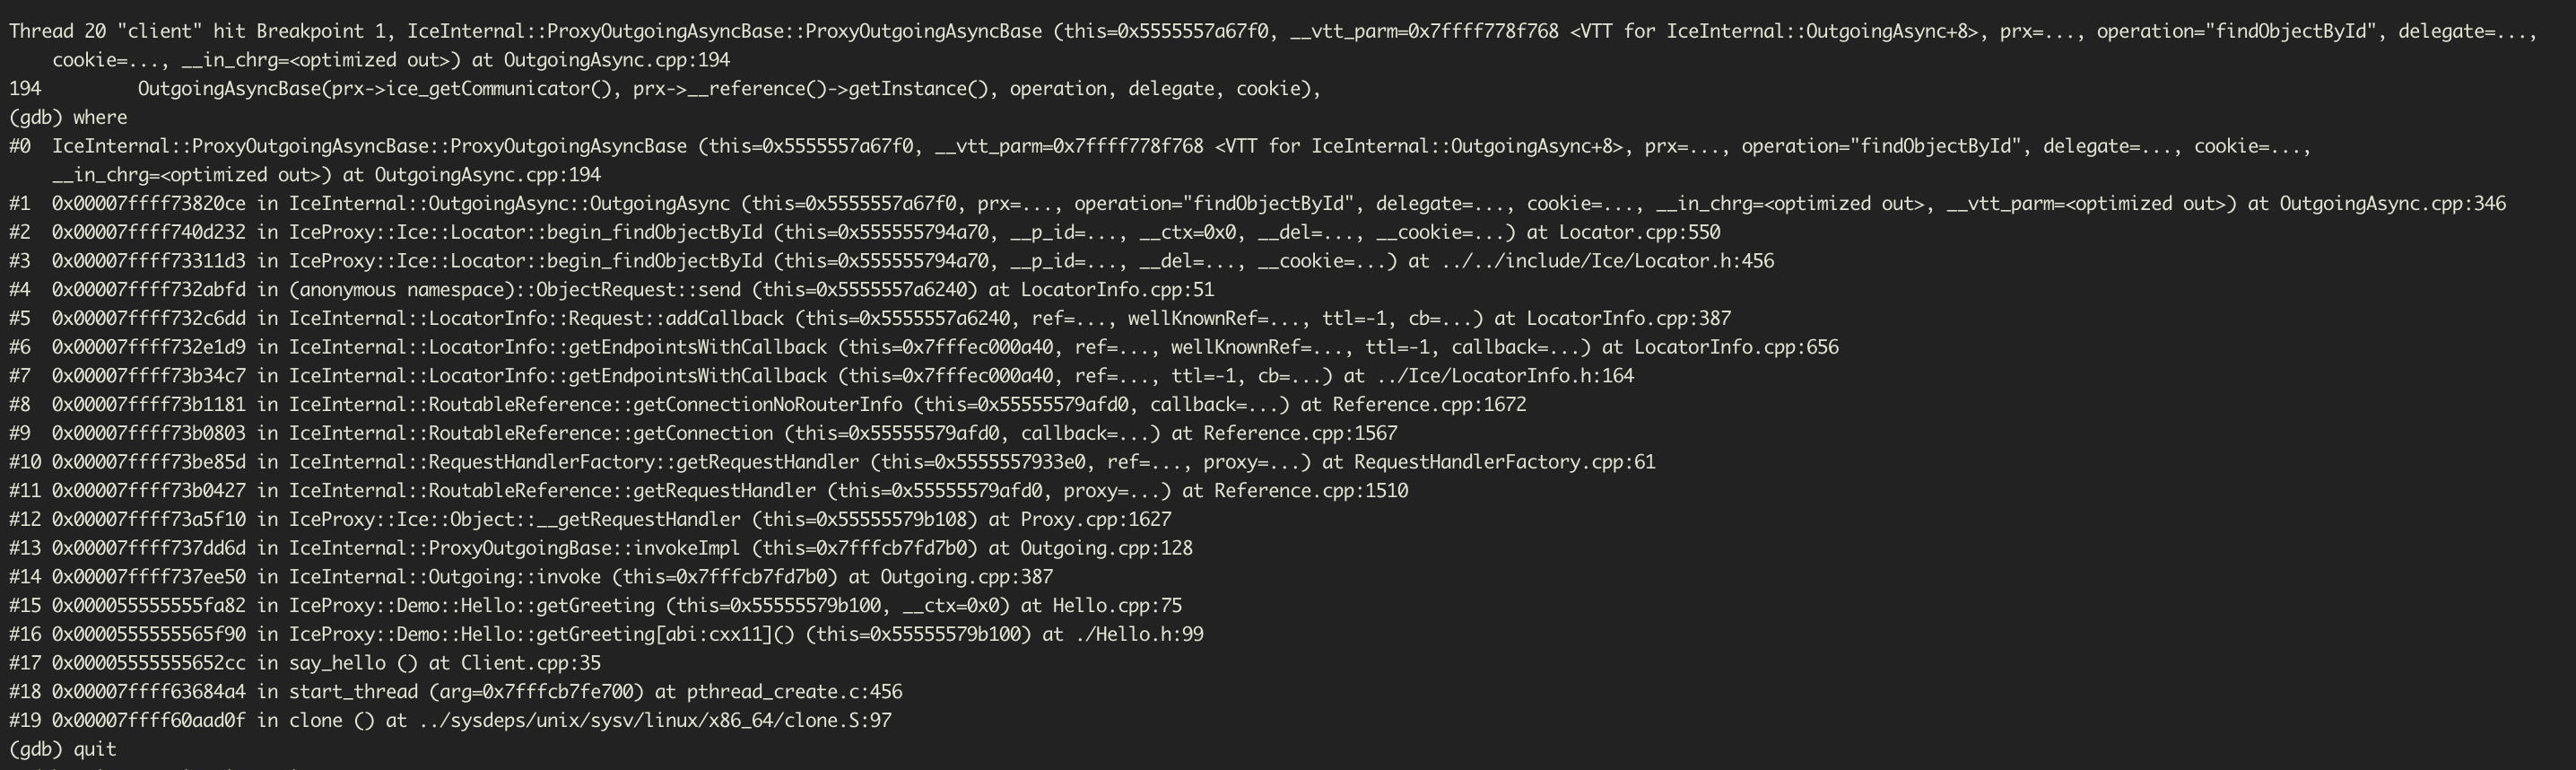 Thread 20 "client" hit Breakpoint 1, IceInternal::ProxyOutgoingAsyncBase::ProxyOutgoingAsyncBase (this=0x5555557a67f0, __vtt_parm=0x7ffff778f768 <VTT for IceInternal::OutgoingAsync+8>, prx=..., operation="findObjectById", delegate=...,
    cookie=..., __in_chrg=<optimized out>) at OutgoingAsync.cpp:194
194         OutgoingAsyncBase(prx->ice_getCommunicator(), prx->__reference()->getInstance(), operation, delegate, cookie),
(gdb) where
#0  IceInternal::ProxyOutgoingAsyncBase::ProxyOutgoingAsyncBase (this=0x5555557a67f0, __vtt_parm=0x7ffff778f768 <VTT for IceInternal::OutgoingAsync+8>, prx=..., operation="findObjectById", delegate=..., cookie=...,
    __in_chrg=<optimized out>) at OutgoingAsync.cpp:194
#1  0x00007ffff73820ce in IceInternal::OutgoingAsync::OutgoingAsync (this=0x5555557a67f0, prx=..., operation="findObjectById", delegate=..., cookie=..., __in_chrg=<optimized out>, __vtt_parm=<optimized out>) at OutgoingAsync.cpp:346
#2  0x00007ffff740d232 in IceProxy::Ice::Locator::begin_findObjectById (this=0x555555794a70, __p_id=..., __ctx=0x0, __del=..., __cookie=...) at Locator.cpp:550
#3  0x00007ffff73311d3 in IceProxy::Ice::Locator::begin_findObjectById (this=0x555555794a70, __p_id=..., __del=..., __cookie=...) at ../../include/Ice/Locator.h:456
#4  0x00007ffff732abfd in (anonymous namespace)::ObjectRequest::send (this=0x5555557a6240) at LocatorInfo.cpp:51
#5  0x00007ffff732c6dd in IceInternal::LocatorInfo::Request::addCallback (this=0x5555557a6240, ref=..., wellKnownRef=..., ttl=-1, cb=...) at LocatorInfo.cpp:387
#6  0x00007ffff732e1d9 in IceInternal::LocatorInfo::getEndpointsWithCallback (this=0x7fffec000a40, ref=..., wellKnownRef=..., ttl=-1, callback=...) at LocatorInfo.cpp:656
#7  0x00007ffff73b34c7 in IceInternal::LocatorInfo::getEndpointsWithCallback (this=0x7fffec000a40, ref=..., ttl=-1, cb=...) at ../Ice/LocatorInfo.h:164
#8  0x00007ffff73b1181 in IceInternal::RoutableReference::getConnectionNoRouterInfo (this=0x55555579afd0, callback=...) at Reference.cpp:1672
#9  0x00007ffff73b0803 in IceInternal::RoutableReference::getConnection (this=0x55555579afd0, callback=...) at Reference.cpp:1567
#10 0x00007ffff73be85d in IceInternal::RequestHandlerFactory::getRequestHandler (this=0x5555557933e0, ref=..., proxy=...) at RequestHandlerFactory.cpp:61
#11 0x00007ffff73b0427 in IceInternal::RoutableReference::getRequestHandler (this=0x55555579afd0, proxy=...) at Reference.cpp:1510
#12 0x00007ffff73a5f10 in IceProxy::Ice::Object::__getRequestHandler (this=0x55555579b108) at Proxy.cpp:1627
#13 0x00007ffff737dd6d in IceInternal::ProxyOutgoingBase::invokeImpl (this=0x7fffcb7fd7b0) at Outgoing.cpp:128
#14 0x00007ffff737ee50 in IceInternal::Outgoing::invoke (this=0x7fffcb7fd7b0) at Outgoing.cpp:387
#15 0x000055555555fa82 in IceProxy::Demo::Hello::getGreeting (this=0x55555579b100, __ctx=0x0) at Hello.cpp:75
#16 0x0000555555565f90 in IceProxy::Demo::Hello::getGreeting[abi:cxx11]() (this=0x55555579b100) at ./Hello.h:99
#17 0x00005555555652cc in say_hello () at Client.cpp:35
#18 0x00007ffff63684a4 in start_thread (arg=0x7fffcb7fe700) at pthread_create.c:456
#19 0x00007ffff60aad0f in clone () at ../sysdeps/unix/sysv/linux/x86_64/clone.S:97
(gdb) quit